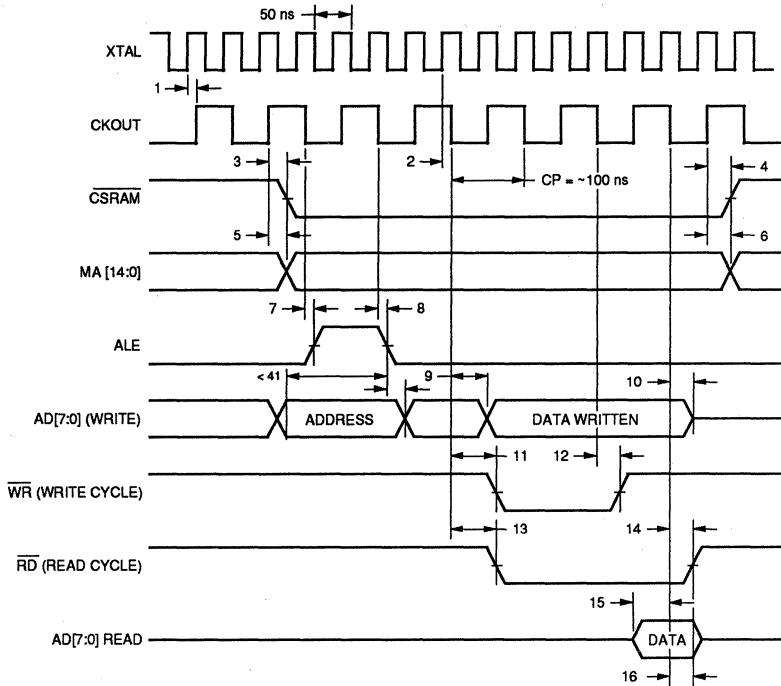 50 ns
XTAL
1
CKOUT
3
2
CP = ~100 ns
4
CSRAM
5
6
MA [14:0]
7
8
ALE
< 41
9
10
AD[7:0] (WRITE)
ADDRESS
DATA WRITTEN
11
12
WR (WRITE CYCLE)
13
14
RD (READ CYCLE)
15
AD[7:0] READ
DATA
16